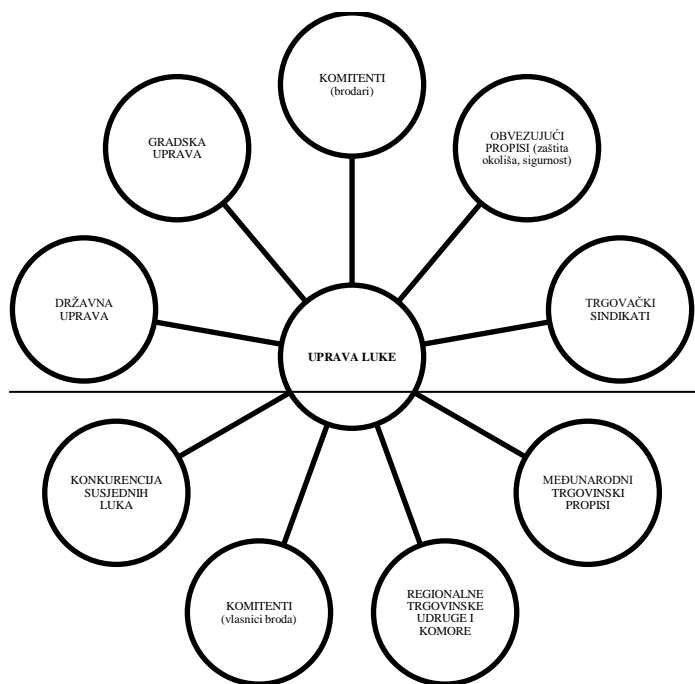 KOMITENTI
(brodari)
GRADSKA
UPRAVA
OBVEZUJUĆI
PROPISI (zaštita
okoliša, sigurnost)
DRŽAVNA
UPRAVA
TRGOVAČKI
SINDIKATI
UPRAVA LUKE
KONKURENCIJA
SUSJEDNIH
LUKA
MEĐUNARODNI
TRGOVINSKI
PROPISI
KOMITENTI
(vlasnici broda)
REGIONALNE
TRGOVINSKE
UDRUGE I
KOMORE